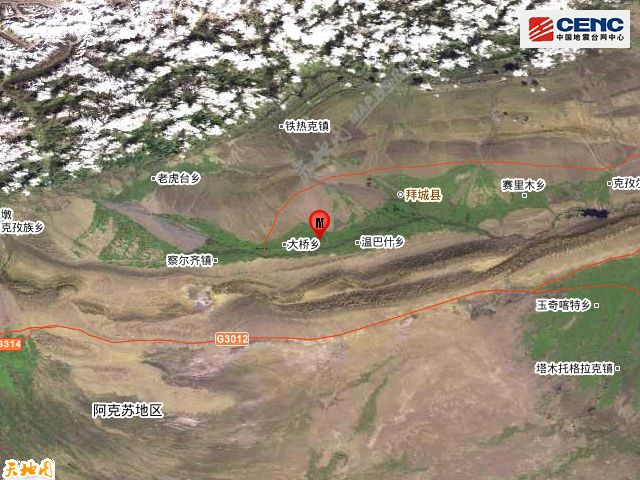 CENC
中国地震台网中心
铁热克镇
老虎台乡
赛里木乡
克孜尔
拜城县
墩
克孜族乡
大桥乡
温巴什乡
察尔齐镇
玉奇喀特乡
G3012
G314
塔木托格拉克镇
阿克苏地区
天地图